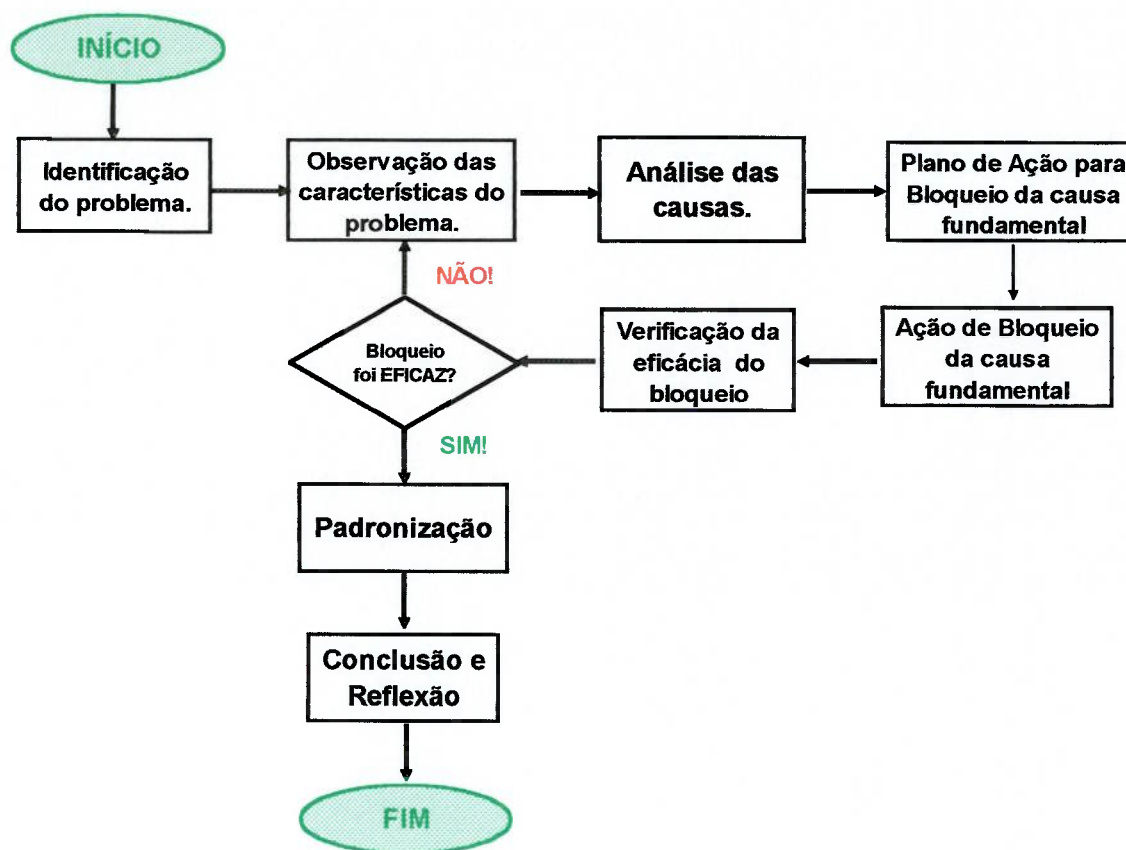 INÍCIO
Identificação
do problema.
Observação das
características do
problema.
Análise das
causas.
Plano de Ação para
Bloqueio da causa
fundamental
NÃO!
Bloqueio
foi EFICAZ?
Verificação da
eficácia do
bloqueio
Ação de Bloqueio
da causa
fundamental
SIM!
Padronização
Conclusão e
Reflexão
FIM